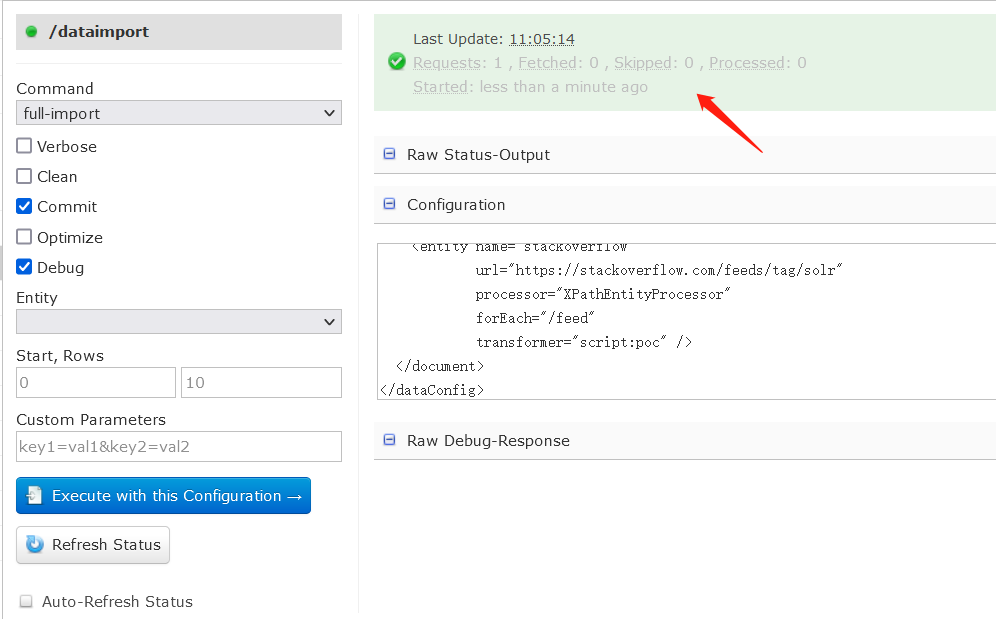 /dataimport
Command
full-import
Verbose
Clean
Commit
Optimize
Debug
Entity
Start, Rows
0
10
Custom Parameters
key1=val1&key2=val2
Execute with this Configuration →
Refresh Status
Auto-Refresh Status
Last Update: 11:05:14
Requests: 1 , Fetched: 0 , Skipped: 0 , Processed: 0
Started: less than a minute ago
Raw Status-Output
Configuration
<entity name="stackoverflow"
url="https://stackoverflow.com/feeds/tag/solr"
processor="XPathEntityProcessor"
forEach="/feed"
transformer="script:poc" />
</document>
</dataConfig>
Raw Debug-Response